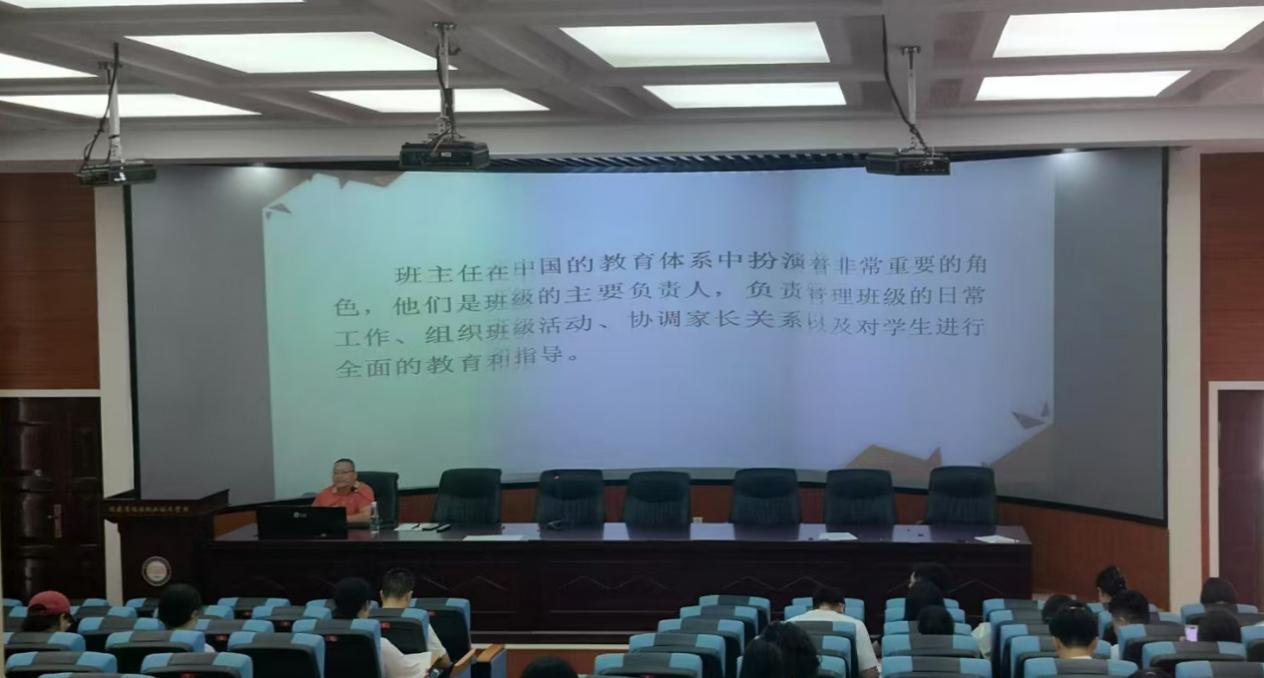 班主任在中国的教育体系中扮演着非常重要的角
色，他们是班级的主要负责人，负责管理班级的日常
工作、组织班级活动、协调家长关系以及对学生进行
全面的教育和指导。